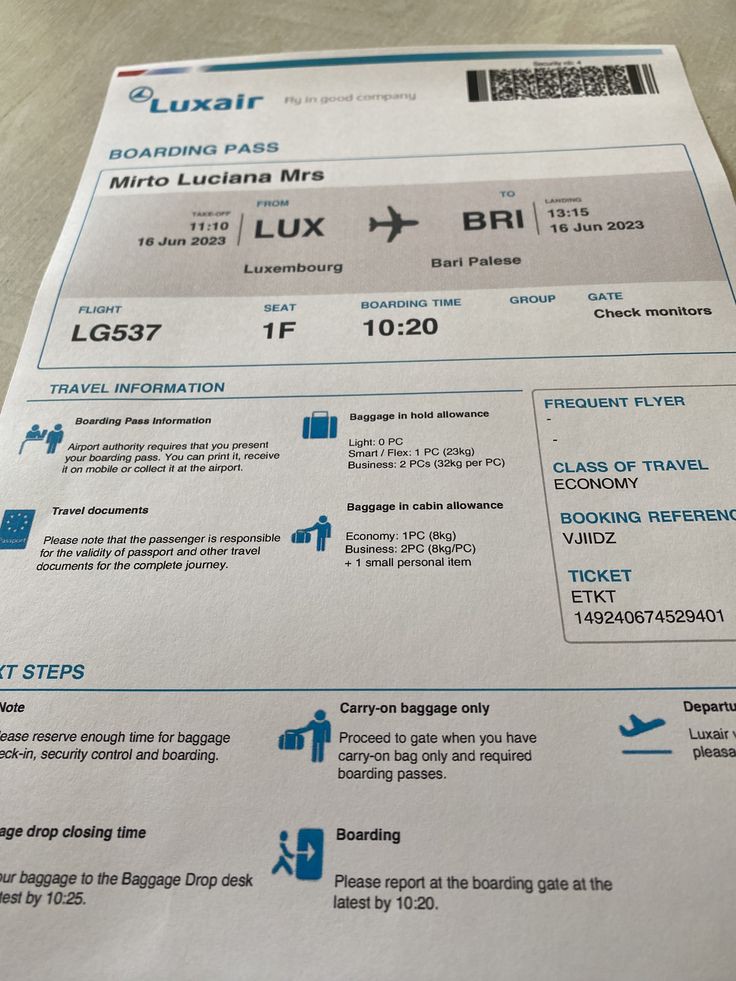 Security nb: 4
Luxair Fly in good company
BOARDING PASS
Mirto Luciana Mrs
FROM
TO
TAKE-OFF
11:10
16 Jun 2023
LUX
BRI
LANDING
13:15
16 Jun 2023
Luxembourg
Bari Palese
FLIGHT
LG537
SEAT
1F
BOARDING TIME
10:20
GROUP
GATE
Check monitors
TRAVEL INFORMATION
Boarding Pass Information
Airport authority requires that you present
your boarding pass. You can print it, receive
it on mobile or collect it at the airport.
Baggage in hold allowance
Light: 0 PC
Smart / Flex: 1 PC (23kg)
Business: 2 PCs (32kg per PC)
Travel documents
Passport
Please note that the passenger is responsible
for the validity of passport and other travel
documents for the complete journey.
Baggage in cabin allowance
Economy: 1PC (8kg)
Business: 2PC (8kg/PC)
+ 1 small personal item
FREQUENT FLYER
-
-
CLASS OF TRAVEL
ECONOMY
BOOKING REFERENC
VJIIDZ
TICKET
ETKT
149240674529401
XT STEPS
Note
ease reserve enough time for baggage
eck-in, security control and boarding.
Carry-on baggage only
Proceed to gate when you have
carry-on bag only and required
boarding passes.
Departu
Luxair
pleasa
age drop closing time
our baggage to the Baggage Drop desk
test by 10:25.
Boarding
Please report at the boarding gate at the
latest by 10:20.